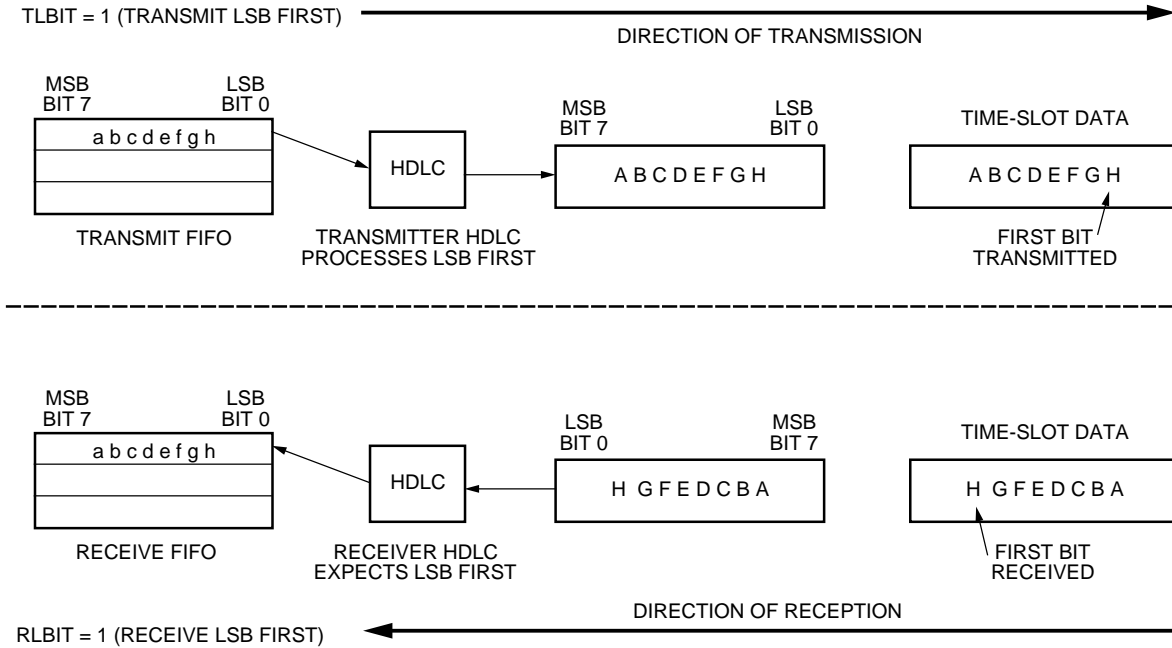 TLBIT = 1 (TRANSMIT LSB FIRST)
DIRECTION OF TRANSMISSION
MSB
BIT 7
LSB
BIT 0
a b c d e f g h
TRANSMIT FIFO
HDLC
TRANSMITTER HDLC
PROCESSES LSB FIRST
MSB
BIT 7
LSB
BIT 0
A B C D E F G H
TIME-SLOT DATA
A B C D E F G H
FIRST BIT
TRANSMITTED
MSB
BIT 7
LSB
BIT 0
a b c d e f g h
RECEIVE FIFO
HDLC
RECEIVER HDLC
EXPECTS LSB FIRST
LSB
BIT 0
MSB
BIT 7
H G F E D C B A
TIME-SLOT DATA
H G F E D C B A
FIRST BIT
RECEIVED
DIRECTION OF RECEPTION
RLBIT = 1 (RECEIVE LSB FIRST)